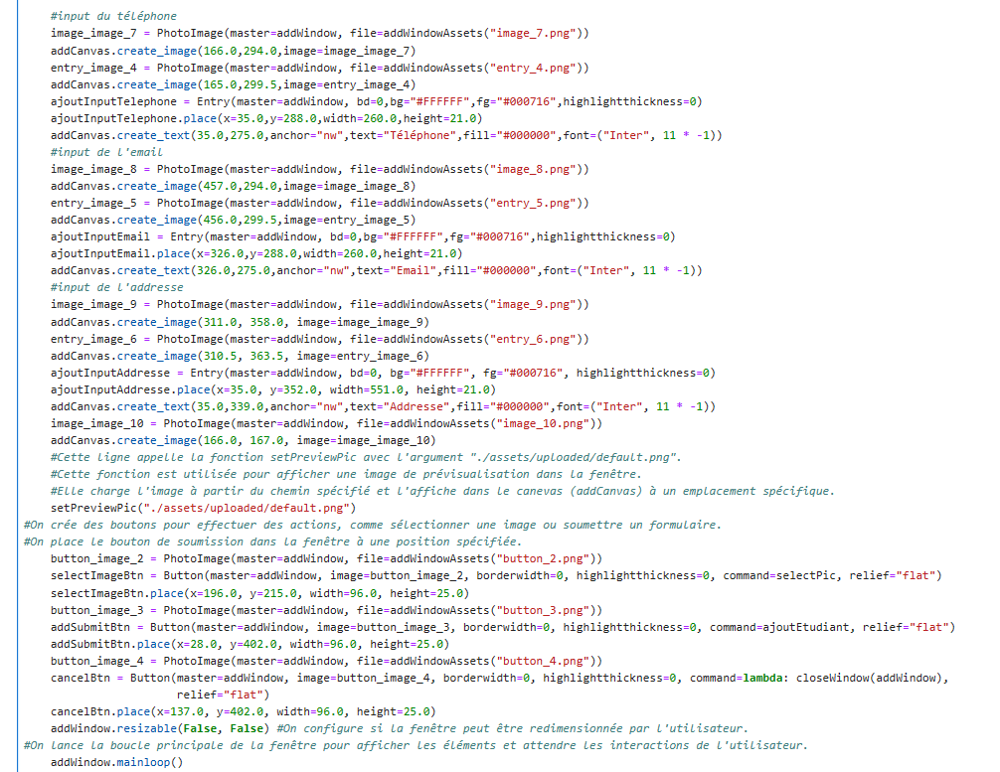 #input du téléphone
image_image_7 = PhotoImage(master=addWindow, file=addWindowAssets("image_7.png"))
addCanvas.create_image(166.0,294.0,image=image_image_7)
entry_image_4 = PhotoImage(master=addWindow, file=addWindowAssets("entry_4.png"))
addCanvas.create_image(165.0,299.5,image=entry_image_4)
ajoutInputTelephone = Entry(master=addWindow, bd=0,bg="#FFFFFF",fg="#000716",highlightthickness=0)
ajoutInputTelephone.place(x=35.0,y=288.0,width=260.0,height=21.0)
addCanvas.create_text(35.0,275.0,anchor="nw",text="Téléphone",fill="#000000",font=("Inter", 11 * -1))
#input de l'email
image_image_8 = PhotoImage(master=addWindow, file=addWindowAssets("image_8.png"))
addCanvas.create_image(457.0,294.0,image=image_image_8)
entry_image_5 = PhotoImage(master=addWindow, file=addWindowAssets("entry_5.png"))
addCanvas.create_image(456.0,299.5,image=entry_image_5)
ajoutInputEmail = Entry(master=addWindow, bd=0,bg="#FFFFFF",fg="#000716",highlightthickness=0)
ajoutInputEmail.place(x=326.0,y=288.0,width=260.0,height=21.0)
addCanvas.create_text(326.0,275.0,anchor="nw",text="Email",fill="#000000",font=("Inter", 11 * -1))
#input de l'addresse
image_image_9 = PhotoImage(master=addWindow, file=addWindowAssets("image_9.png"))
addCanvas.create_image(311.0, 358.0, image=image_image_9)
entry_image_6 = PhotoImage(master=addWindow, file=addWindowAssets("entry_6.png"))
addCanvas.create_image(310.5, 363.5, image=entry_image_6)
ajoutInputAddresse = Entry(master=addWindow, bd=0, bg="#FFFFFF", fg="#000716", highlightthickness=0)
ajoutInputAddresse.place(x=35.0, y=352.0, width=551.0, height=21.0)
addCanvas.create_text(35.0,339.0,anchor="nw",text="Addresse",fill="#000000",font=("Inter", 11 * -1))
image_image_10 = PhotoImage(master=addWindow, file=addWindowAssets("image_10.png"))
addCanvas.create_image(166.0, 167.0, image=image_image_10)
#Cette ligne appelle la fonction setPreviewPic avec l'argument "./assets/uploaded/default.png".
#Cette fonction est utilisée pour afficher une image de prévisualisation dans la fenêtre.
#Elle charge l'image à partir du chemin spécifié et l'affiche dans le canevas (addCanvas) à un emplacement spécifique.
setPreviewPic("./assets/uploaded/default.png")
#On crée des boutons pour effectuer des actions, comme sélectionner une image ou soumettre un formulaire.
#On place le bouton de soumission dans la fenêtre à une position spécifiée.
button_image_2 = PhotoImage(master=addWindow, file=addWindowAssets("button_2.png"))
selectImageBtn = Button(master=addWindow, image=button_image_2, borderwidth=0, highlightthickness=0, command=selectPic, relief="flat")
selectImageBtn.place(x=196.0, y=215.0, width=96.0, height=25.0)
button_image_3 = PhotoImage(master=addWindow, file=addWindowAssets("button_3.png"))
addSubmitBtn = Button(master=addWindow, image=button_image_3, borderwidth=0, highlightthickness=0, command=ajoutEtudiant, relief="flat")
addSubmitBtn.place(x=28.0, y=402.0, width=96.0, height=25.0)
button_image_4 = PhotoImage(master=addWindow, file=addWindowAssets("button_4.png"))
cancelBtn = Button(master=addWindow, image=button_image_4, borderwidth=0, highlightthickness=0, command=lambda: closeWindow(addWindow),
relief="flat")
cancelBtn.place(x=137.0, y=402.0, width=96.0, height=25.0)
addWindow.resizable(False, False) #On configure si la fenêtre peut être redimensionnée par l'utilisateur.
#On lance la boucle principale de la fenêtre pour afficher les éléments et attendre les interactions de l'utilisateur.
addWindow.mainloop()